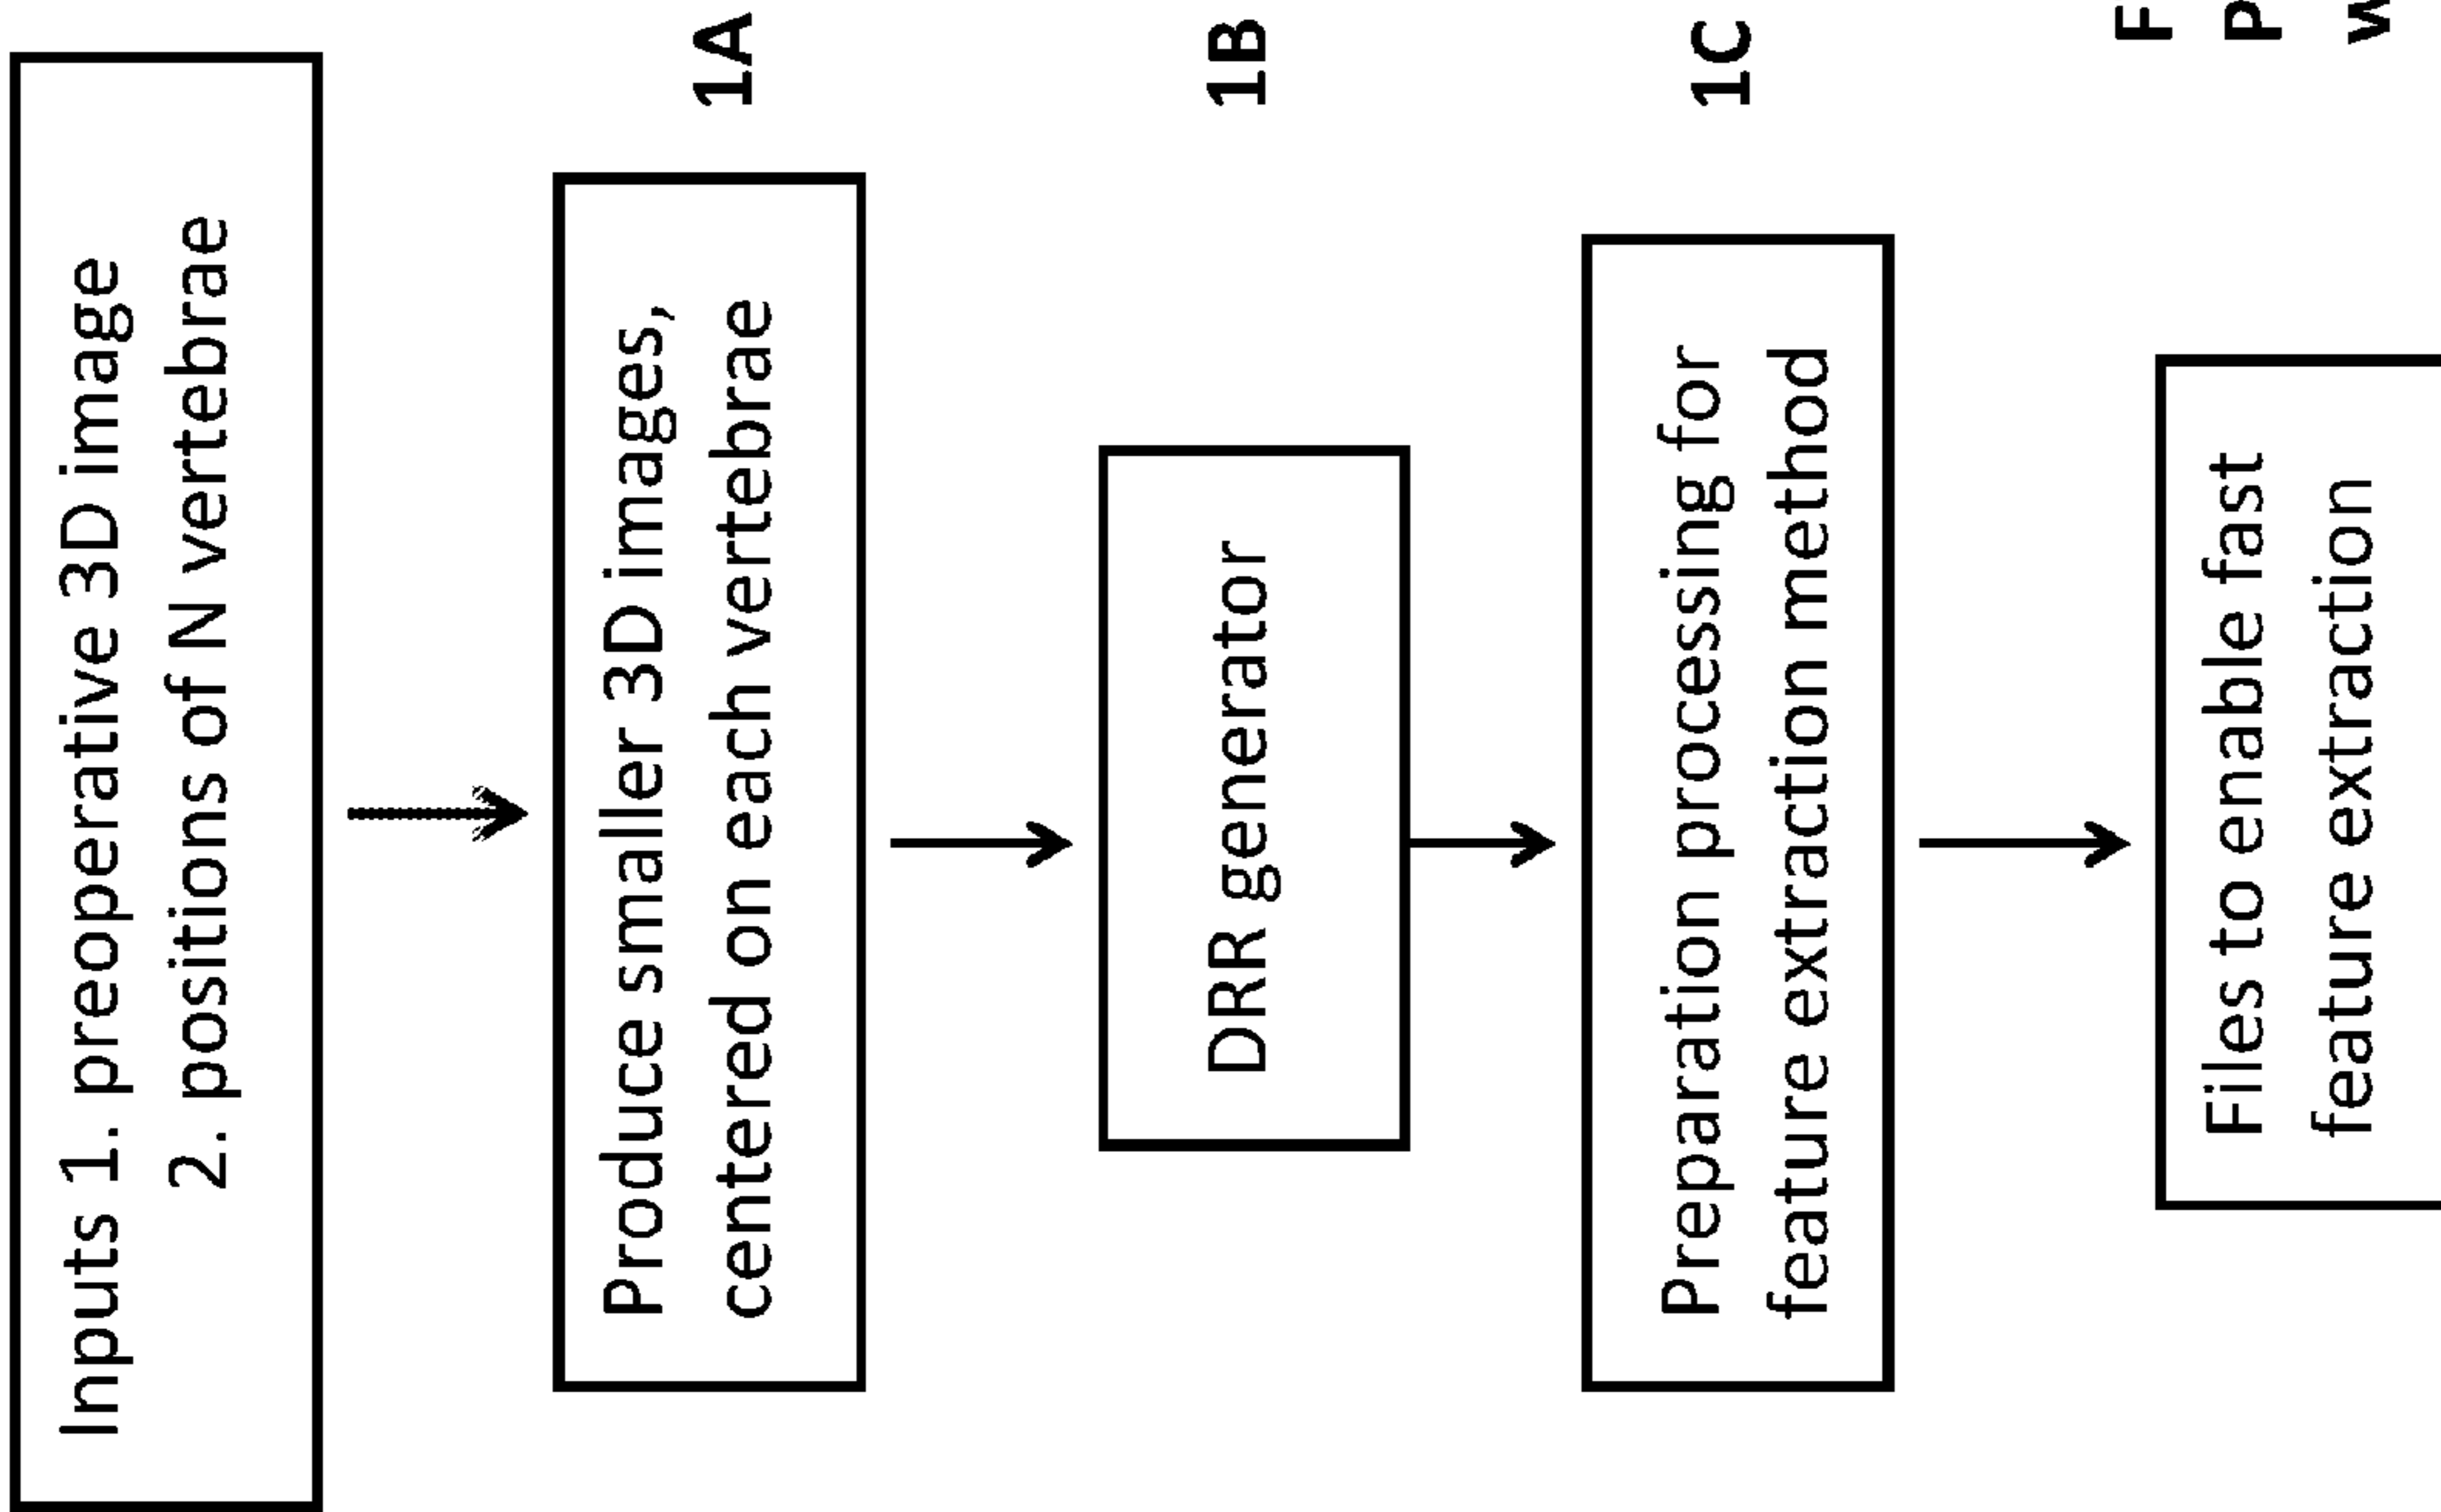 Inputs 1. preoperative 3D image
2. positions of N vertebrae
Produce smaller 3D images,
centered on each vertebrae
1A
DRR generator
1B
Preparation processing for
feature extraction method
1C
Files to enable fast
feature extraction
F
P
w